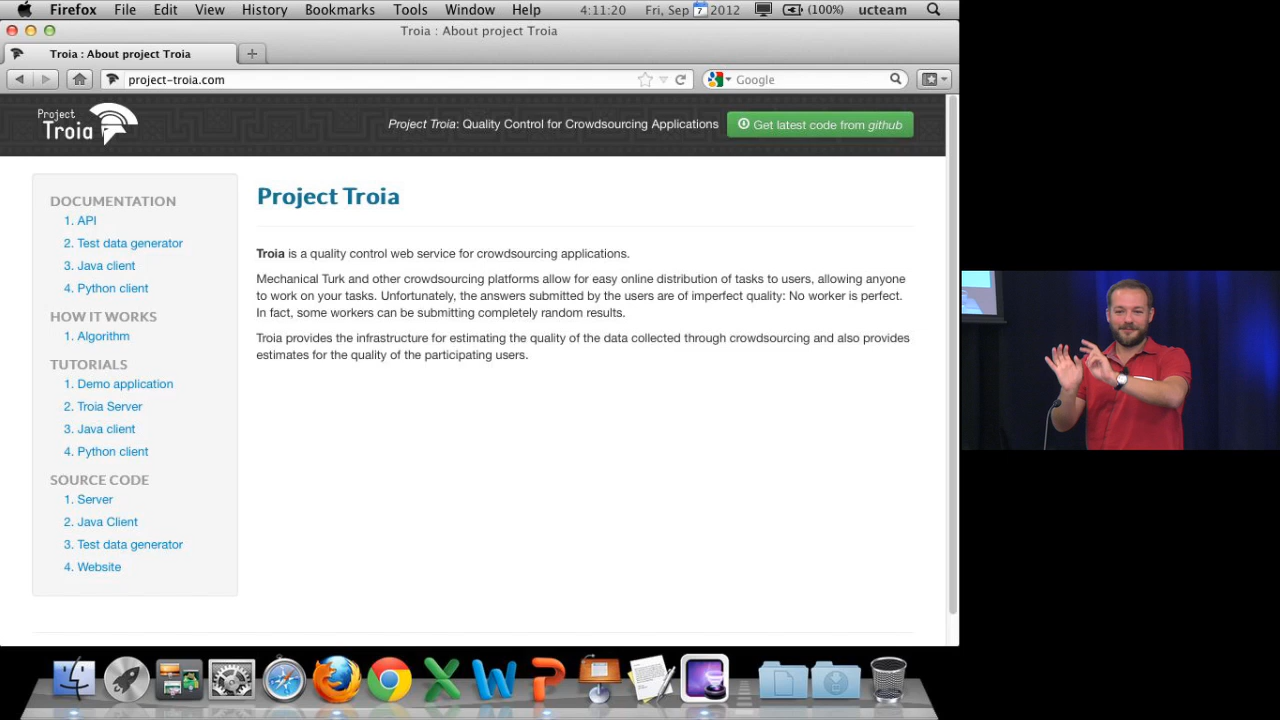 Firefox File Edit View History Bookmarks Tools Window Help 4:11:20 Fri, Sep 7 2012 (100%) ucteam
Troia : About project Troia
Troia : About project Troia
project-troia.com Google
Project
Troia
Project Troia: Quality Control for Crowdsourcing Applications Get latest code from github
DOCUMENTATION
1. API
2. Test data generator
3. Java client
4. Python client
HOW IT WORKS
1. Algorithm
TUTORIALS
1. Demo application
2. Troia Server
3. Java client
4. Python client
SOURCE CODE
1. Server
2. Java Client
3. Test data generator
4. Website
Project Troia
Troia is a quality control web service for crowdsourcing applications.
Mechanical Turk and other crowdsourcing platforms allow for easy online distribution of tasks to users, allowing anyone
to work on your tasks. Unfortunately, the answers submitted by the users are of imperfect quality: No worker is perfect.
In fact, some workers can be submitting completely random results.
Troia provides the infrastructure for estimating the quality of the data collected through crowdsourcing and also provides
estimates for the quality of the participating users.